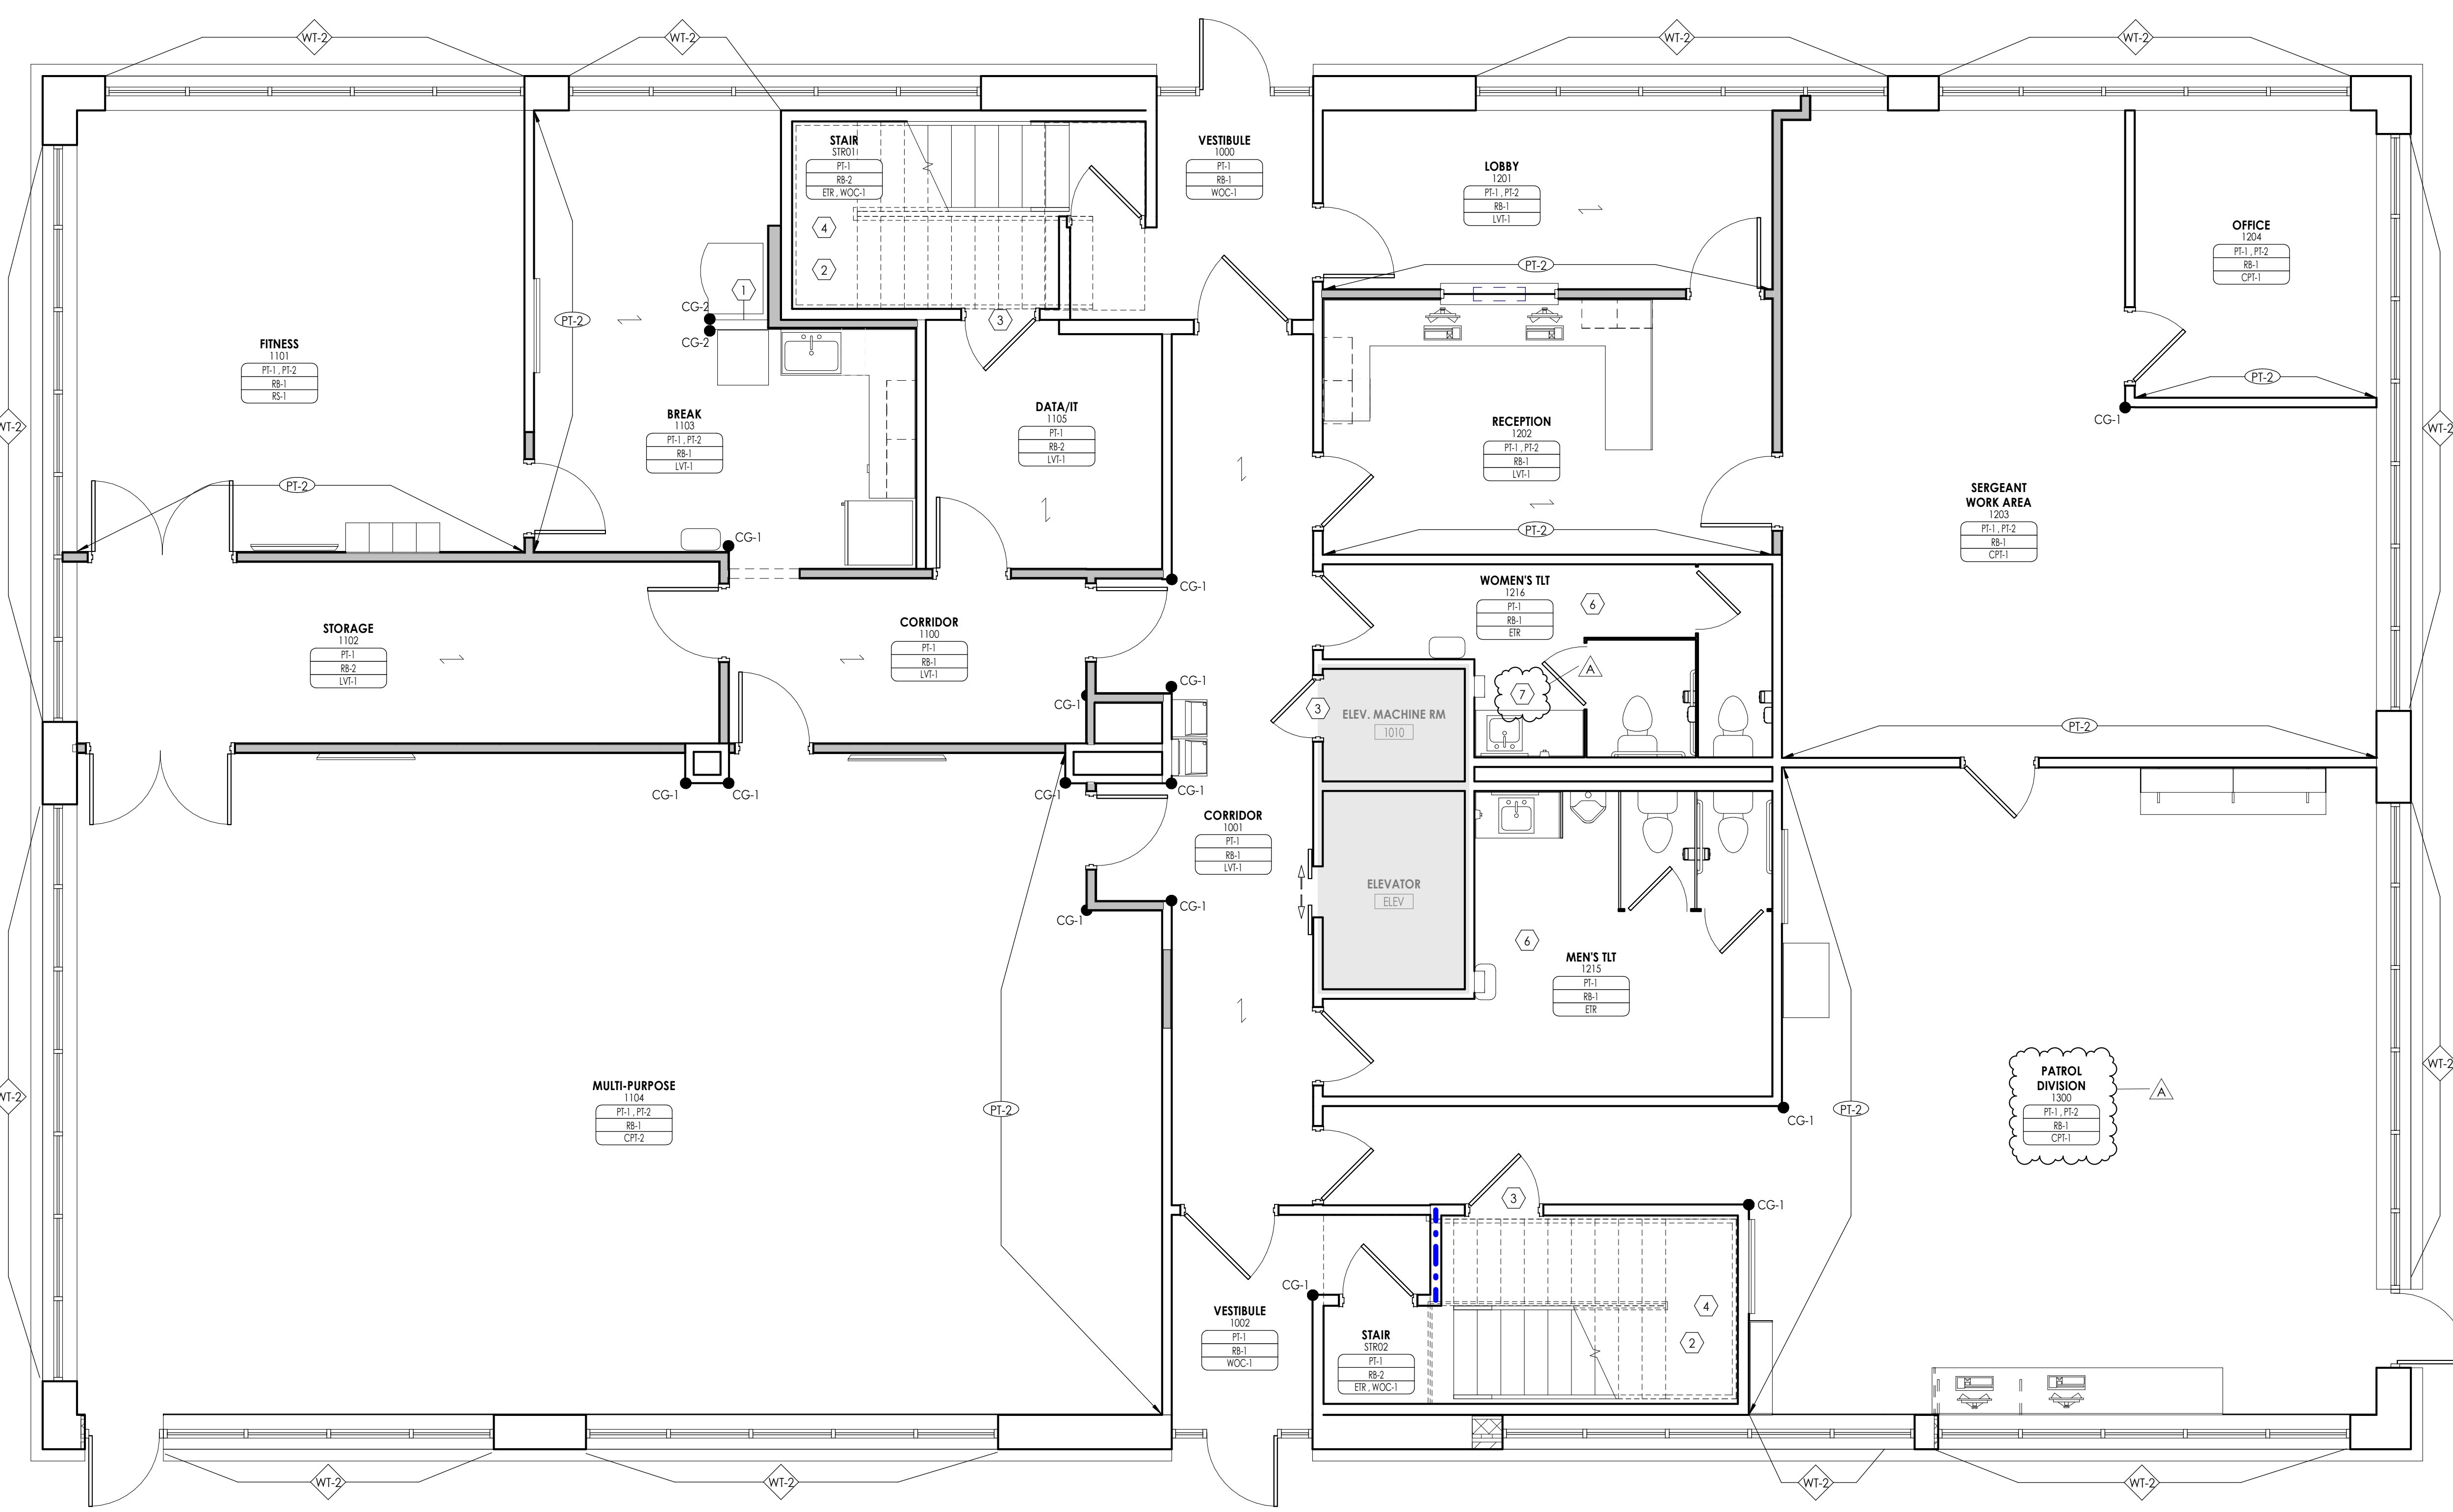 WT-2
WT-2
WT-2
WT-2
STAIR
STR01
PT-1
RB-2
ETR , WOC-1
4
2
VESTIBULE
1000
PT-1
RB-1
WOC-1
LOBBY
1201
PT-1 , PT-2
RB-1
LVT-1
OFFICE
1204
PT-1 , PT-2
RB-1
CPT-1
PT-2
CG-2
1
CG-2
PT-2
3
FITNESS
1101
PT-1 , PT-2
RB-1
RS-1
PT-2
CG-1
BREAK
1103
PT-1 , PT-2
RB-1
LVT-1
DATA/IT
1105
PT-1
RB-2
LVT-1
RECEPTION
1202
PT-1 , PT-2
RB-1
LVT-1
WT-2
WT-2
PT-2
SERGEANT
WORK AREA
1203
PT-1 , PT-2
RB-1
CPT-1
CG-1
PT-2
CG-1
WOMEN'S TLT
1216
PT-1
RB-1
ETR
6
STORAGE
1102
PT-1
RB-2
LVT-1
CORRIDOR
1100
PT-1
RB-1
LVT-1
A
7
CG-1
CG-1
3
ELEV. MACHINE RM
1010
PT-2
CG-1
CG-1
CG-1
CG-1
CORRIDOR
1001
PT-1
RB-1
LVT-1
ELEVATOR
ELEV
CG-1
CG-1
6
MEN'S TLT
1215
PT-1
RB-1
ETR
MULTI-PURPOSE
1104
PT-1 , PT-2
RB-1
CPT-2
WT-2
WT-2
PT-2
CG-1
PT-2
PATROL
DIVISION
1300
PT-1 , PT-2
RB-1
CPT-1
A
3
CG-1
CG-1
VESTIBULE
1002
PT-1
RB-1
WOC-1
STAIR
STR02
PT-1
RB-2
ETR , WOC-1
4
2
WT-2
WT-2
WT-2
WT-2